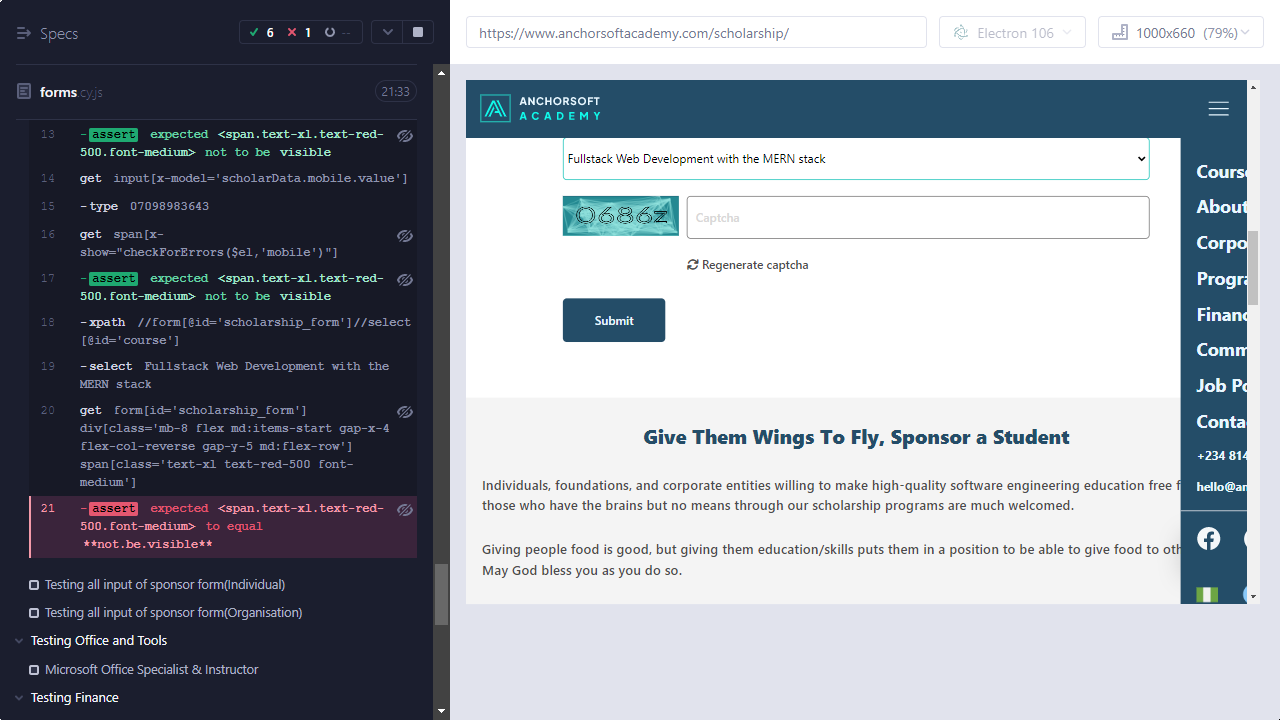 Specs
6 1 --
forms.cy.js
21:33
13 -assert expected <span.text-xl.text-red-
500.font-medium> not to be visible
14 get input[x-model='scholarData.mobile.value']
15 -type 07098983643
16 get span[x-
show="checkForErrors($el,'mobile')"]
17 -assert expected <span.text-xl.text-red-
500.font-medium> not to be visible
18 -xpath //form[@id='scholarship_form']//select
[@id='course']
19 -select Fullstack Web Development with the
MERN stack
20 get form[id='scholarship_form']
div[class='mb-8 flex md:items-start gap-x-4
flex-col-reverse gap-y-5 md:flex-row']
span[class='text-xl text-red-500 font-
medium']
21 -assert expected <span.text-xl.text-red-
500.font-medium> to equal
**not.be.visible**
Testing all input of sponsor form(Individual)
Testing all input of sponsor form(Organisation)
Testing Office and Tools
Microsoft Office Specialist & Instructor
Testing Finance
https://www.anchorsoftacademy.com/scholarship/
Electron 106
1000x660 (79%)
ANCHORSOFT
ACADEMY
Fullstack Web Development with the MERN stack
0686z
Captcha
Regenerate captcha
Submit
Give Them Wings To Fly, Sponsor a Student
Individuals, foundations, and corporate entities willing to make high-quality software engineering education free f
those who have the brains but no means through our scholarship programs are much welcomed.
Giving people food is good, but giving them education/skills puts them in a position to be able to give food to oth
May God bless you as you do so.
Course
About
Corpo
Progra
Financ
Comm
Job Po
Conta
+234 814
hello@an